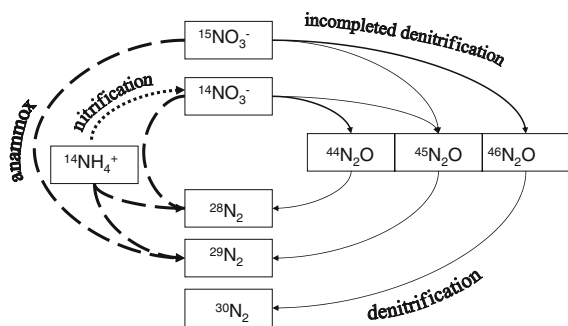 incompleted denitrification
¹⁵NO₃⁻
nitrification
¹⁴NO₃⁻
anammox
¹⁴NH₄⁺
⁴⁴N₂O
⁴⁵N₂O
⁴⁶N₂O
²⁸N₂
²⁹N₂
³⁰N₂
denitrification